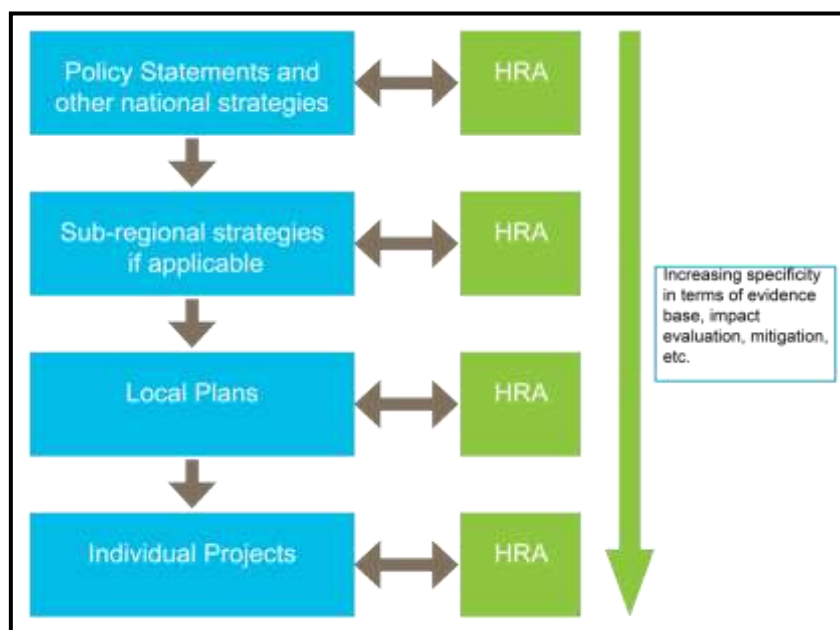 Policy Statements and
other national strategies
HRA
Sub-regional strategies
if applicable
HRA
Increasing specificity
in terms of evidence
base, impact
evaluation, mitigation,
etc.
Local Plans
HRA
Individual Projects
HRA